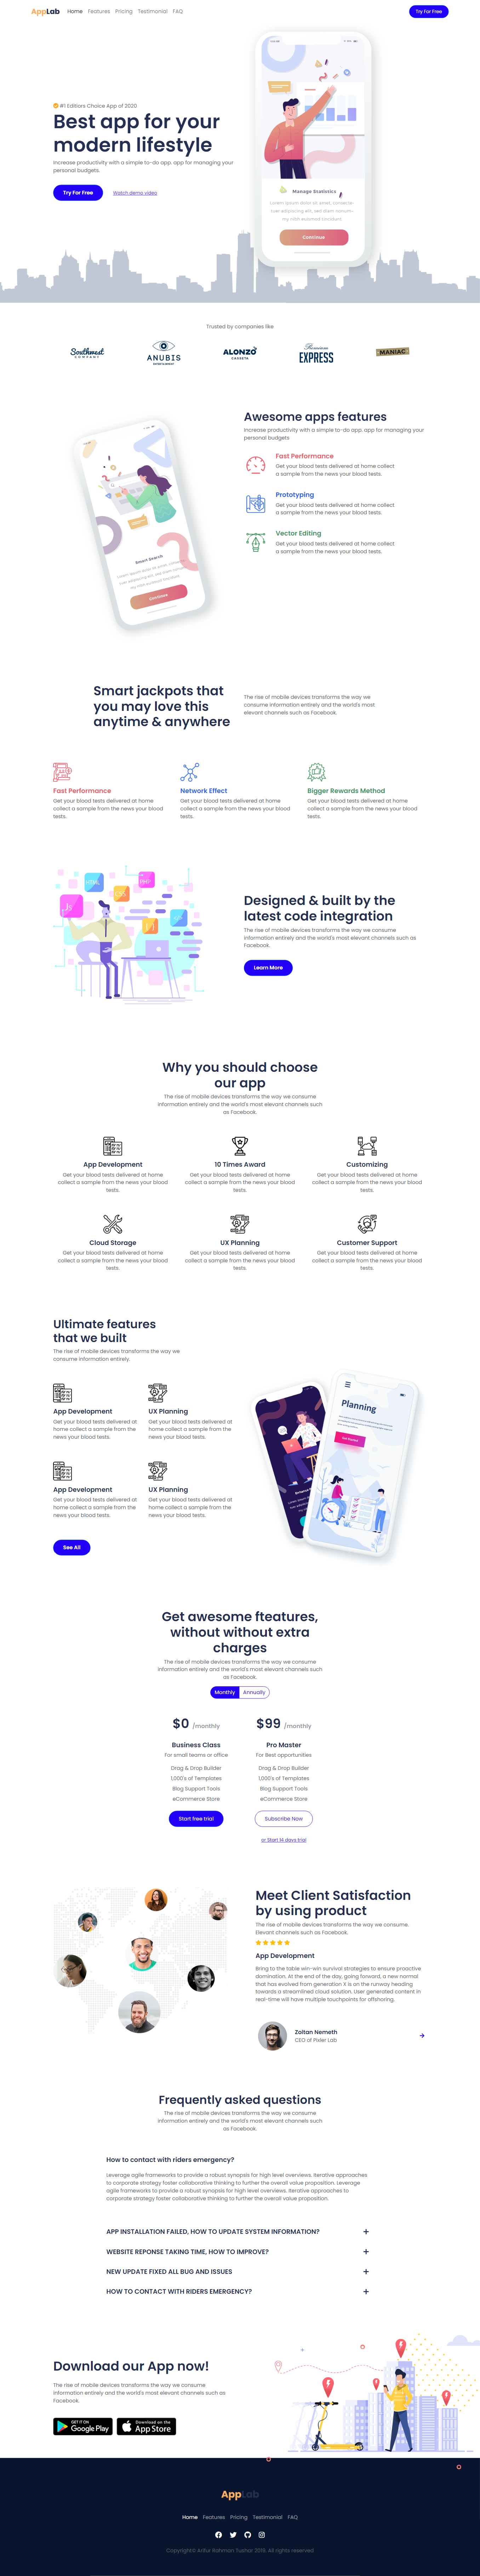 AppLab Home Features Pricing Testimonial FAQ Try For Free
#1 Editiors Choice App of 2020
Best app for your
modern lifestyle
Increase productivity with a simple to-do app. app for managing your
personal budgets.
Try For Free Watch demo video
Manage Statistics
Continue
Trusted by companies like
Southwest
COMPANY
ANUBIS
ALONZO
CASSETA
Premium
EXPRESS
MANIAC
Awesome apps features
Increase productivity with a simple to-do app. app for managing your
personal budgets
Fast Performance
Get your blood tests delivered at home collect
a sample from the news your blood tests.
Prototyping
Get your blood tests delivered at home collect
a sample from the news your blood tests.
Vector Editing
Get your blood tests delivered at home collect
a sample from the news your blood tests.
Smart Search
Continue
Smart jackpots that
you may love this
anytime & anywhere
The rise of mobile devices transforms the way we
consume information entirely and the world's most
elevant channels such as Facebook.
Fast Performance
Get your blood tests delivered at home
collect a sample from the news your blood
tests.
Network Effect
Get your blood tests delivered at home
collect a sample from the news your blood
tests.
Bigger Rewards Method
Get your blood tests delivered at home
collect a sample from the news your blood
tests.
Designed & built by the
latest code integration
The rise of mobile devices transforms the way we consume
information entirely and the world's most elevant channels such as
Facebook.
Learn More
Why you should choose
our app
The rise of mobile devices transforms the way we consume
information entirely and the world's most elevant channels such
as Facebook.
App Development
Get your blood tests delivered at home
collect a sample from the news your blood
tests.
10 Times Award
Get your blood tests delivered at home
collect a sample from the news your blood
tests.
Customizing
Get your blood tests delivered at home
collect a sample from the news your blood
tests.
Cloud Storage
Get your blood tests delivered at home
collect a sample from the news your blood
tests.
UX Planning
Get your blood tests delivered at home
collect a sample from the news your blood
tests.
Customer Support
Get your blood tests delivered at home
collect a sample from the news your blood
tests.
Ultimate features
that we built
The rise of mobile devices transforms the way we
consume information entirely.
App Development
Get your blood tests delivered at
home collect a sample from the
news your blood tests.
UX Planning
Get your blood tests delivered at
home collect a sample from the
news your blood tests.
App Development
Get your blood tests delivered at
home collect a sample from the
news your blood tests.
UX Planning
Get your blood tests delivered at
home collect a sample from the
news your blood tests.
See All
Planning
Get Started
Get awesome fteatures,
without without extra
charges
The rise of mobile devices transforms the way we consume
information entirely and the world's most elevant channels such
as Facebook.
Monthly Annually
$0 /monthly
Business Class
For small teams or office
Drag & Drop Builder
1,000's of Templates
Blog Support Tools
eCommerce Store
Start free trial
$99 /monthly
Pro Master
For Best opportunities
Drag & Drop Builder
1,000's of Templates
Blog Support Tools
eCommerce Store
Subscribe Now
or Start 14 days trial
Meet Client Satisfaction
by using product
The rise of mobile devices transforms the way we consume.
Elevant channels such as Facebook.
App Development
Bring to the table win-win survival strategies to ensure proactive
domination. At the end of the day, going forward, a new normal
that has evolved from generation X is on the runway heading
towards a streamlined cloud solution. User generated content in
real-time will have multiple touchpoints for offshoring.
Zoltan Nemeth
CEO of Pixler Lab
Frequently asked questions
The rise of mobile devices transforms the way we consume
information entirely and the world's most elevant channels such
as Facebook.
How to contact with riders emergency?
Leverage agile frameworks to provide a robust synopsis for high level overviews. Iterative approaches
to corporate strategy foster collaborative thinking to further the overall value proposition. Leverage
agile frameworks to provide a robust synopsis for high level overviews. Iterative approaches to
corporate strategy foster collaborative thinking to further the overall value proposition.
APP INSTALLATION FAILED, HOW TO UPDATE SYSTEM INFORMATION?
WEBSITE REPONSE TAKING TIME, HOW TO IMPROVE?
NEW UPDATE FIXED ALL BUG AND ISSUES
HOW TO CONTACT WITH RIDERS EMERGENCY?
Download our App now!
The rise of mobile devices transforms the way we consume
information entirely and the world's most elevant channels such as
Facebook.
GET IT ON
Google Play
Download on the
App Store
AppLab
Home Features Pricing Testimonial FAQ
Copyright© Arifur Rahman Tushar 2019. All rights reserved